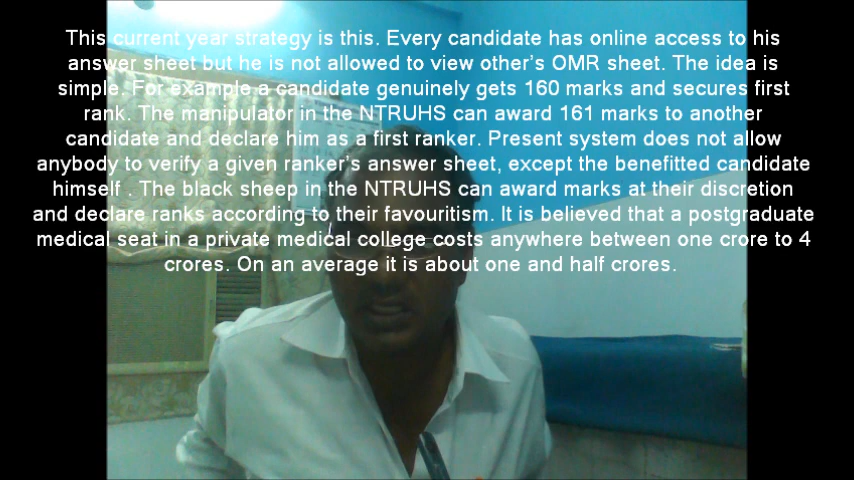 This current year strategy is this. Every candidate has online access to his
answer sheet but he is not allowed to view other's OMR sheet. The idea is
simple. For example a candidate genuinely gets 160 marks and secures first
rank. The manipulator in the NTRUHS can award 161 marks to another
candidate and declare him as a first ranker. Present system does not allow
anybody to verify a given ranker's answer sheet, except the benefitted candidate
himself . The black sheep in the NTRUHS can award marks at their discretion
and declare ranks according to their favouritism. It is believed that a postgraduate
medical seat in a private medical college costs anywhere between one crore to 4
crores. On an average it is about one and half crores.